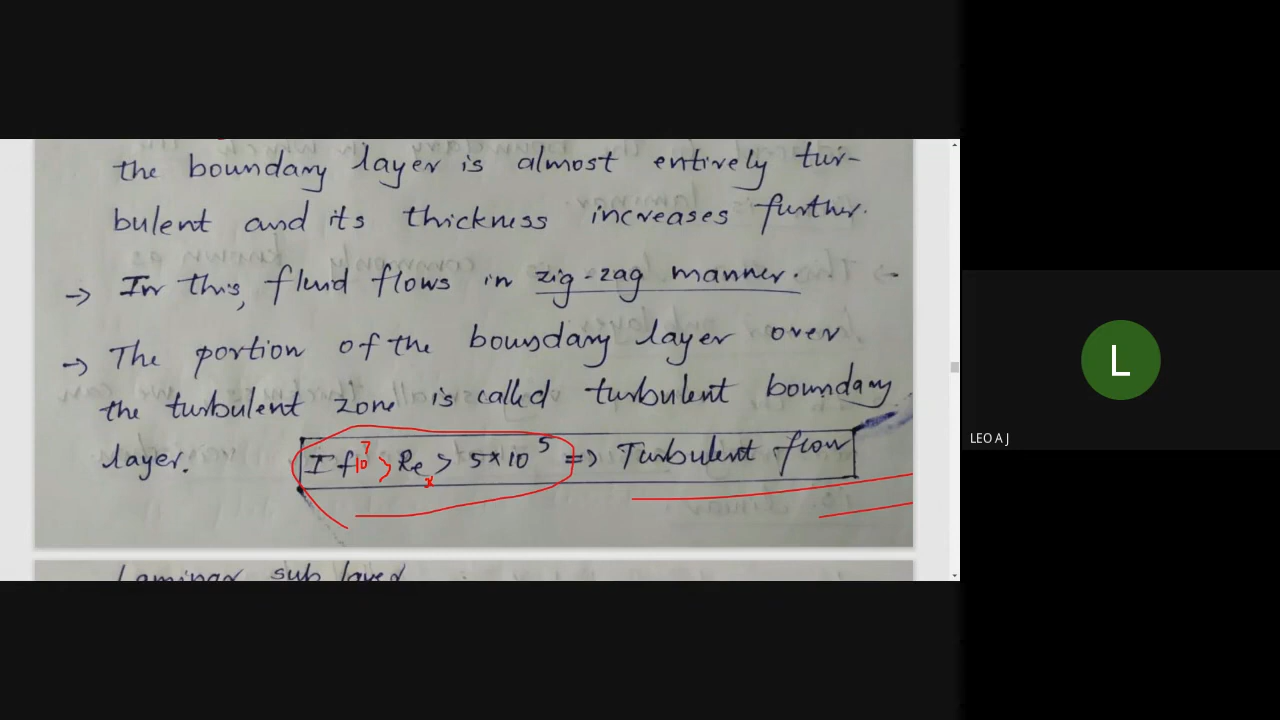 the boundary layer is almost entirely tur-
bulent and its thickness increases further.
→ In this, fluid flows in zig-zag manner.
→ The portion of the boundary layer over
the turbulent zone is called turbulent boundary
layer.
If 10⁷ > Reₓ > 5×10⁵ => Turbulent flow
Laminar sub layer
L
LEO A J